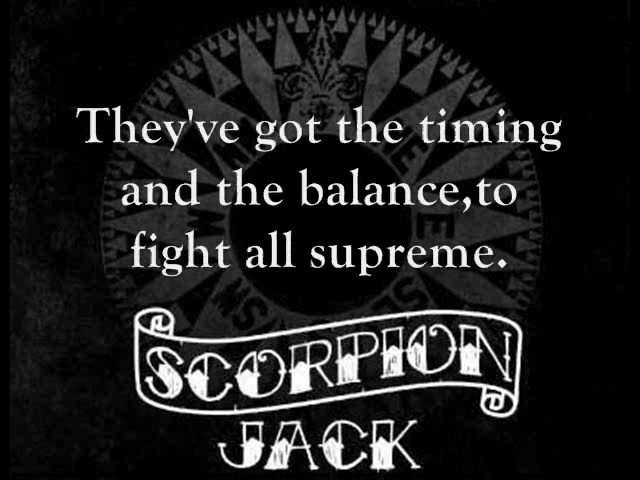 They've got the timing
and the balance,to
fight all supreme.
SCORPION
JACK